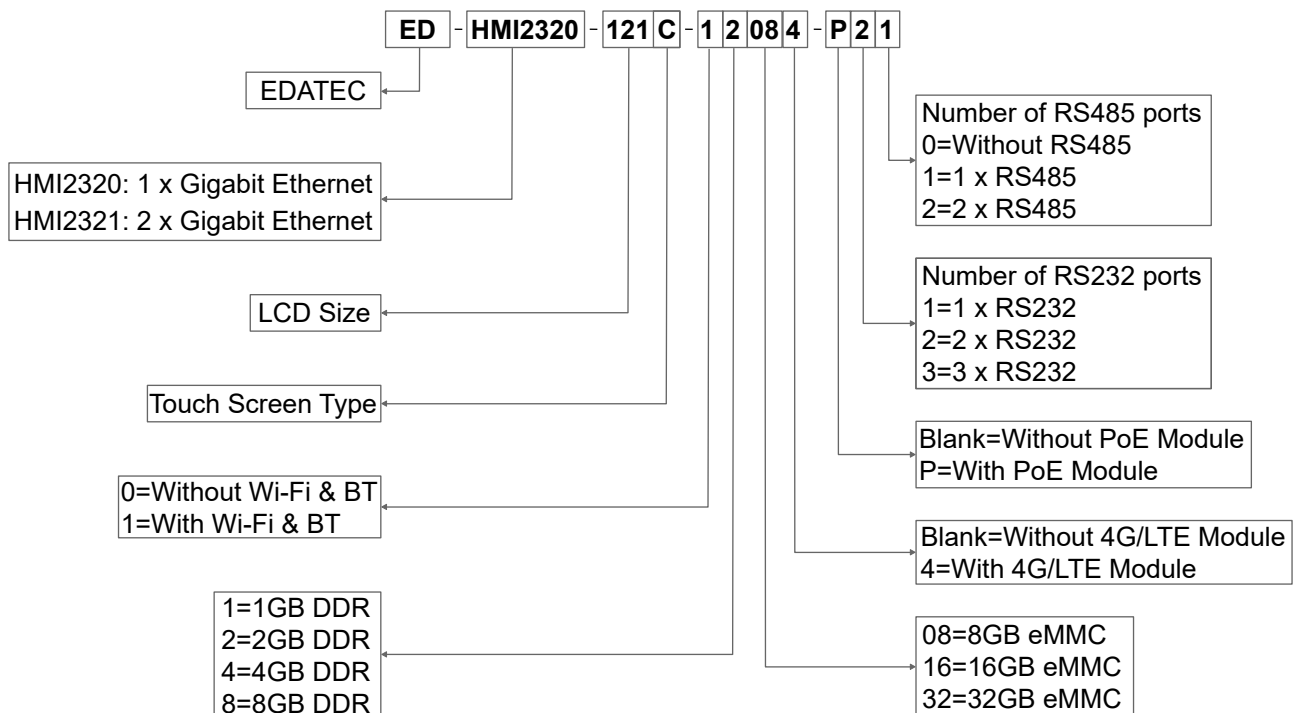 ED - HMI2320 - 121 C - 1 2 08 4 - P 2 1
EDATEC
HMI2320: 1 x Gigabit Ethernet
HMI2321: 2 x Gigabit Ethernet
LCD Size
Touch Screen Type
0=Without Wi-Fi & BT
1=With Wi-Fi & BT
1=1GB DDR
2=2GB DDR
4=4GB DDR
8=8GB DDR
Number of RS485 ports
0=Without RS485
1=1 x RS485
2=2 x RS485
Number of RS232 ports
1=1 x RS232
2=2 x RS232
3=3 x RS232
Blank=Without PoE Module
P=With PoE Module
Blank=Without 4G/LTE Module
4=With 4G/LTE Module
08=8GB eMMC
16=16GB eMMC
32=32GB eMMC